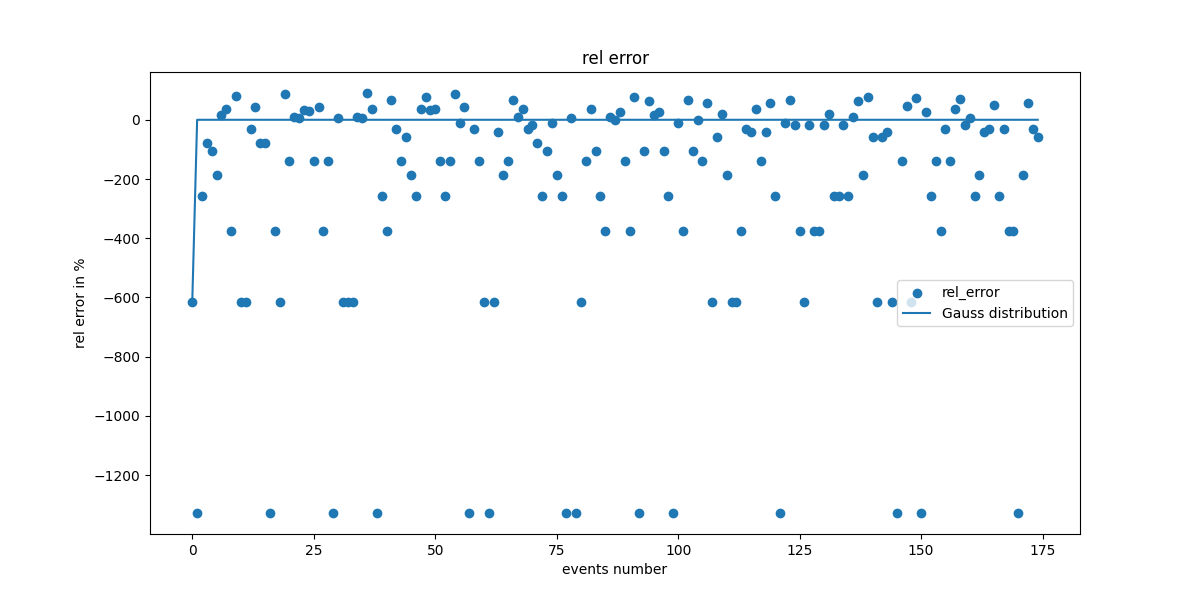 rel error
0
−200
−400
−600
−800
−1000
−1200
rel error in %
rel_error
Gauss distribution
0 25 50 75 100 125 150 175
events number